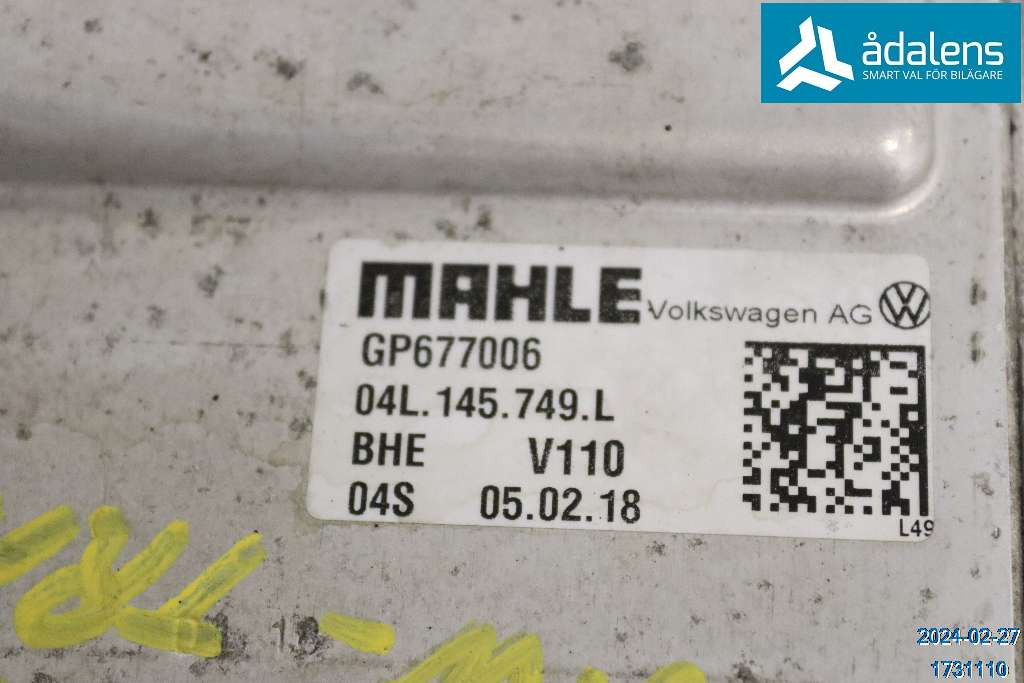 ådalens
SMART VAL FÖR BILÄGARE
MAHLE Volkswagen AG
GP677006
04L.145.749.L
BHE V110
04S 05.02.18
L49
2024-02-27
1731110